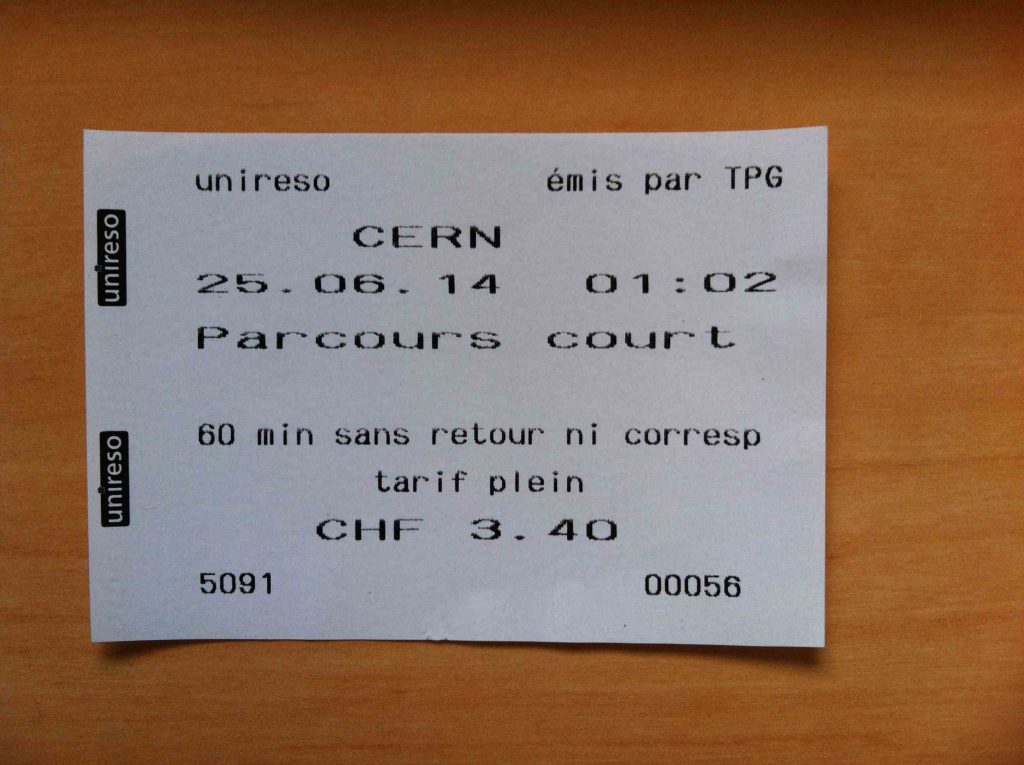 unireso émis par TPG
CERN
25.06.14 01:02
Parcours court
60 min sans retour ni corresp
tarif plein
CHF 3.40
5091 00056
unireso
unireso